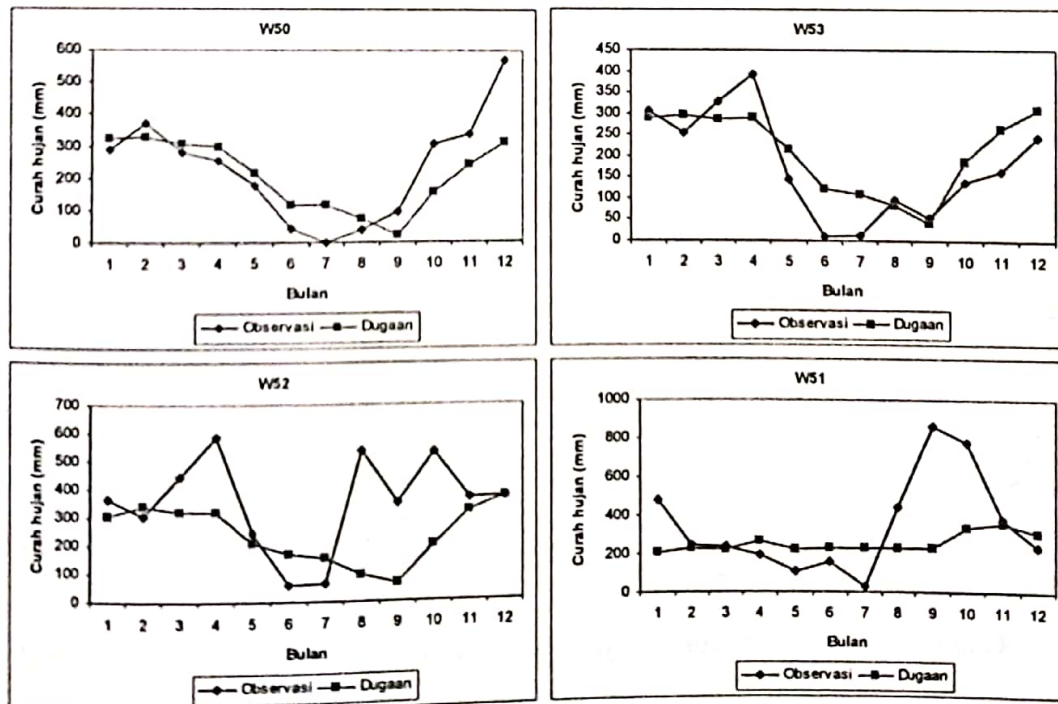 W50
Curah hujan (mm)
600
500
400
300
200
100
0
1 2 3 4 5 6 7 8 9 10 11 12
Bulan
Observasi Dugaan
W53
Curah hujan (mm)
450
400
350
300
250
200
150
100
50
0
1 2 3 4 5 6 7 8 9 10 11 12
Bulan
Observasi Dugaan
W52
Curah hujan (mm)
700
600
500
400
300
200
100
0
1 2 3 4 5 6 7 8 9 10 11 12
Bulan
Observasi Dugaan
W51
Curah hujan (mm)
1000
800
600
400
200
0
1 2 3 4 5 6 7 8 9 10 11 12
Bulan
Observasi Dugaan